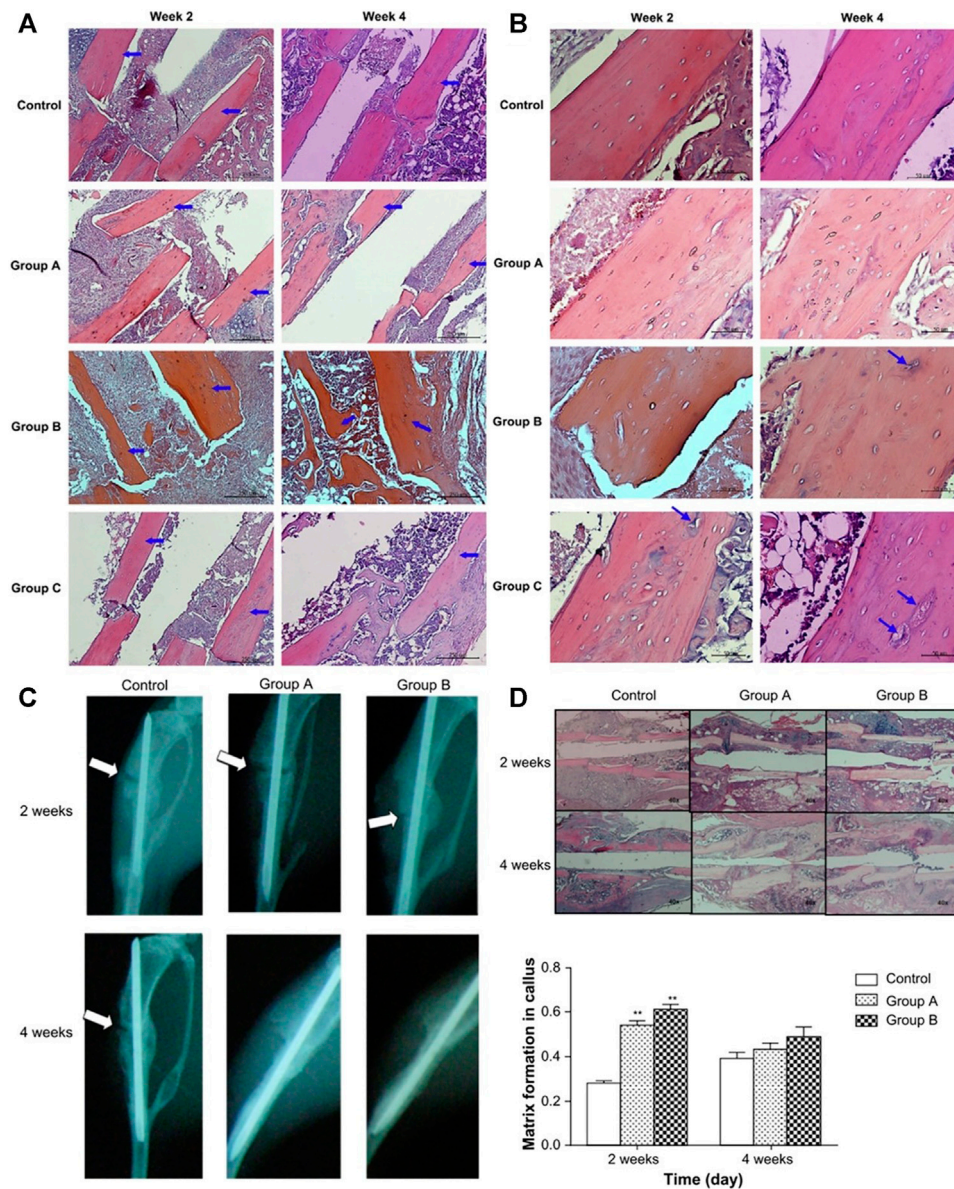 A
Week 2 Week 4
Control
Group A
Group B
Group C
B
Week 2 Week 4
Control
Group A
Group B
Group C
C
Control Group A Group B
2 weeks
4 weeks
D
Control Group A Group B
2 weeks
40x 40x 40x
4 weeks
40x 40x 40x
Matrix formation in callus
0.8
0.6
0.4
0.2
0.0
** **
2 weeks 4 weeks
Time (day)
Control
Group A
Group B